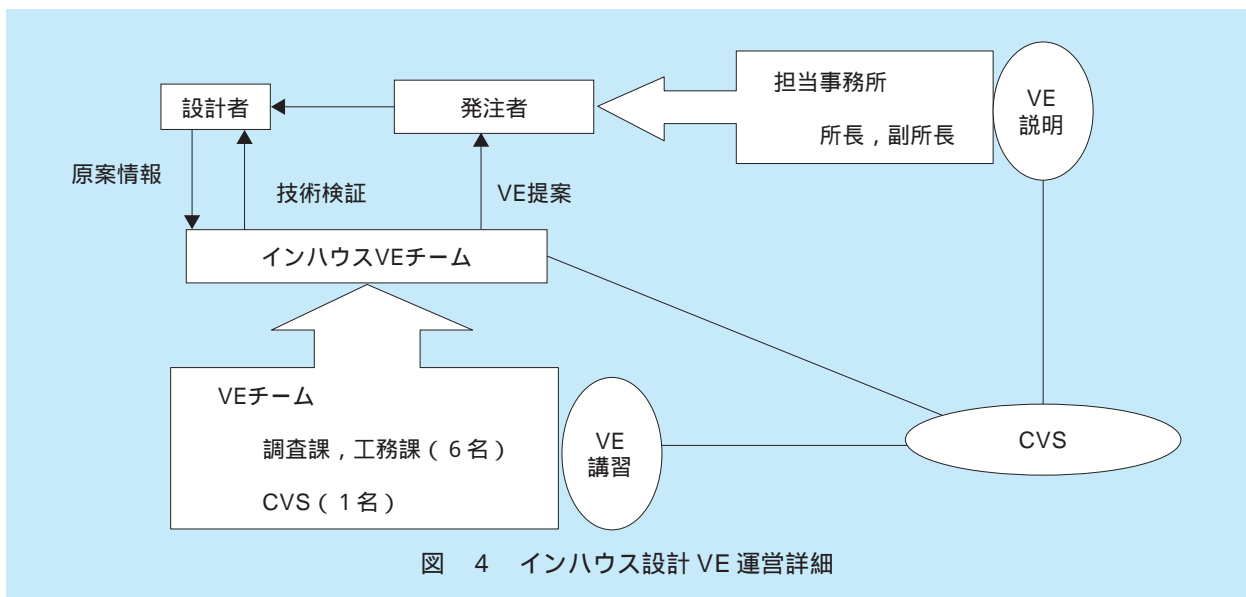 設計者
発注者
担当事務所
所長，副所長
VE
説明
原案情報
技術検証
VE提案
インハウスVEチーム
VEチーム
調査課，工務課（６名）
CVS（１名）
VE
講習
CVS
図　４　インハウス設計 VE 運営詳細